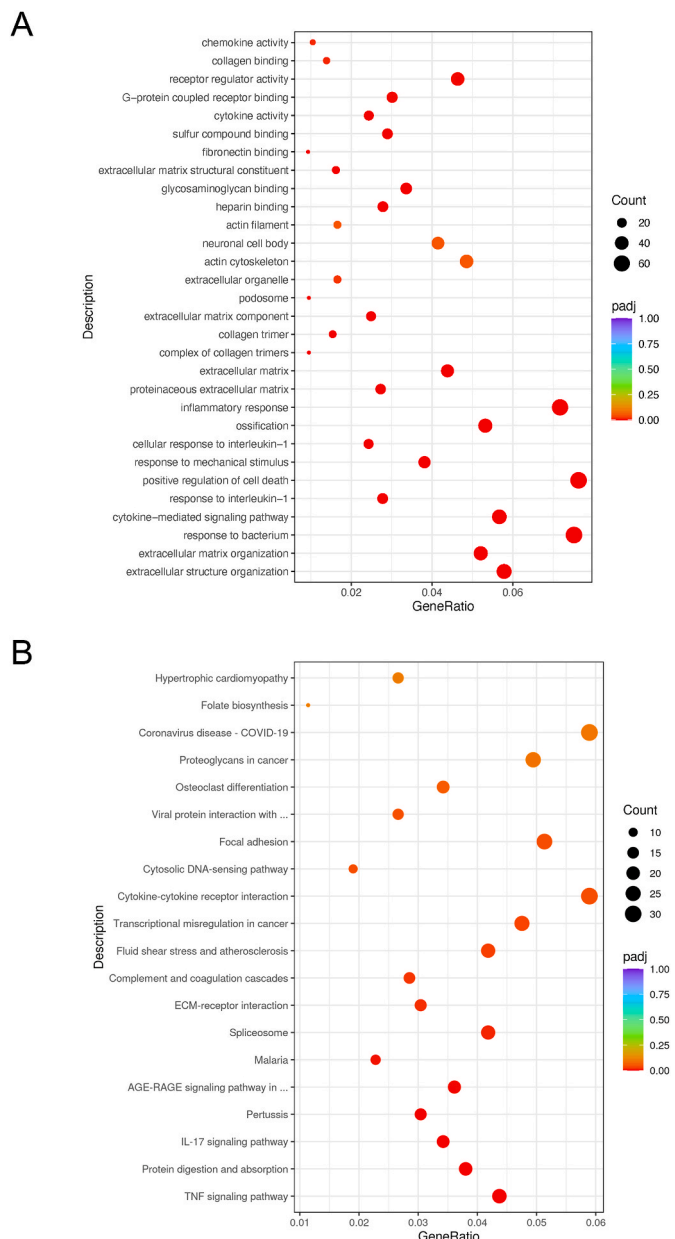 A
chemokine activity
collagen binding
receptor regulator activity
G−protein coupled receptor binding
cytokine activity
sulfur compound binding
fibronectin binding
extracellular matrix structural constituent
glycosaminoglycan binding
heparin binding
actin filament
neuronal cell body
actin cytoskeleton
extracellular organelle
podosome
extracellular matrix component
collagen trimer
complex of collagen trimers
extracellular matrix
proteinaceous extracellular matrix
inflammatory response
ossification
cellular response to interleukin−1
response to mechanical stimulus
positive regulation of cell death
response to interleukin−1
cytokine−mediated signaling pathway
response to bacterium
extracellular matrix organization
extracellular structure organization
Description
0.02 0.04 0.06
GeneRatio
Count
20
40
60
padj
1.00
0.75
0.50
0.25
0.00
B
Hypertrophic cardiomyopathy
Folate biosynthesis
Coronavirus disease - COVID-19
Proteoglycans in cancer
Osteoclast differentiation
Viral protein interaction with ...
Focal adhesion
Cytosolic DNA-sensing pathway
Cytokine-cytokine receptor interaction
Transcriptional misregulation in cancer
Fluid shear stress and atherosclerosis
Complement and coagulation cascades
ECM-receptor interaction
Spliceosome
Malaria
AGE-RAGE signaling pathway in ...
Pertussis
IL-17 signaling pathway
Protein digestion and absorption
TNF signaling pathway
Description
0.01 0.02 0.03 0.04 0.05 0.06
GeneRatio
Count
10
15
20
25
30
padj
1.00
0.75
0.50
0.25
0.00